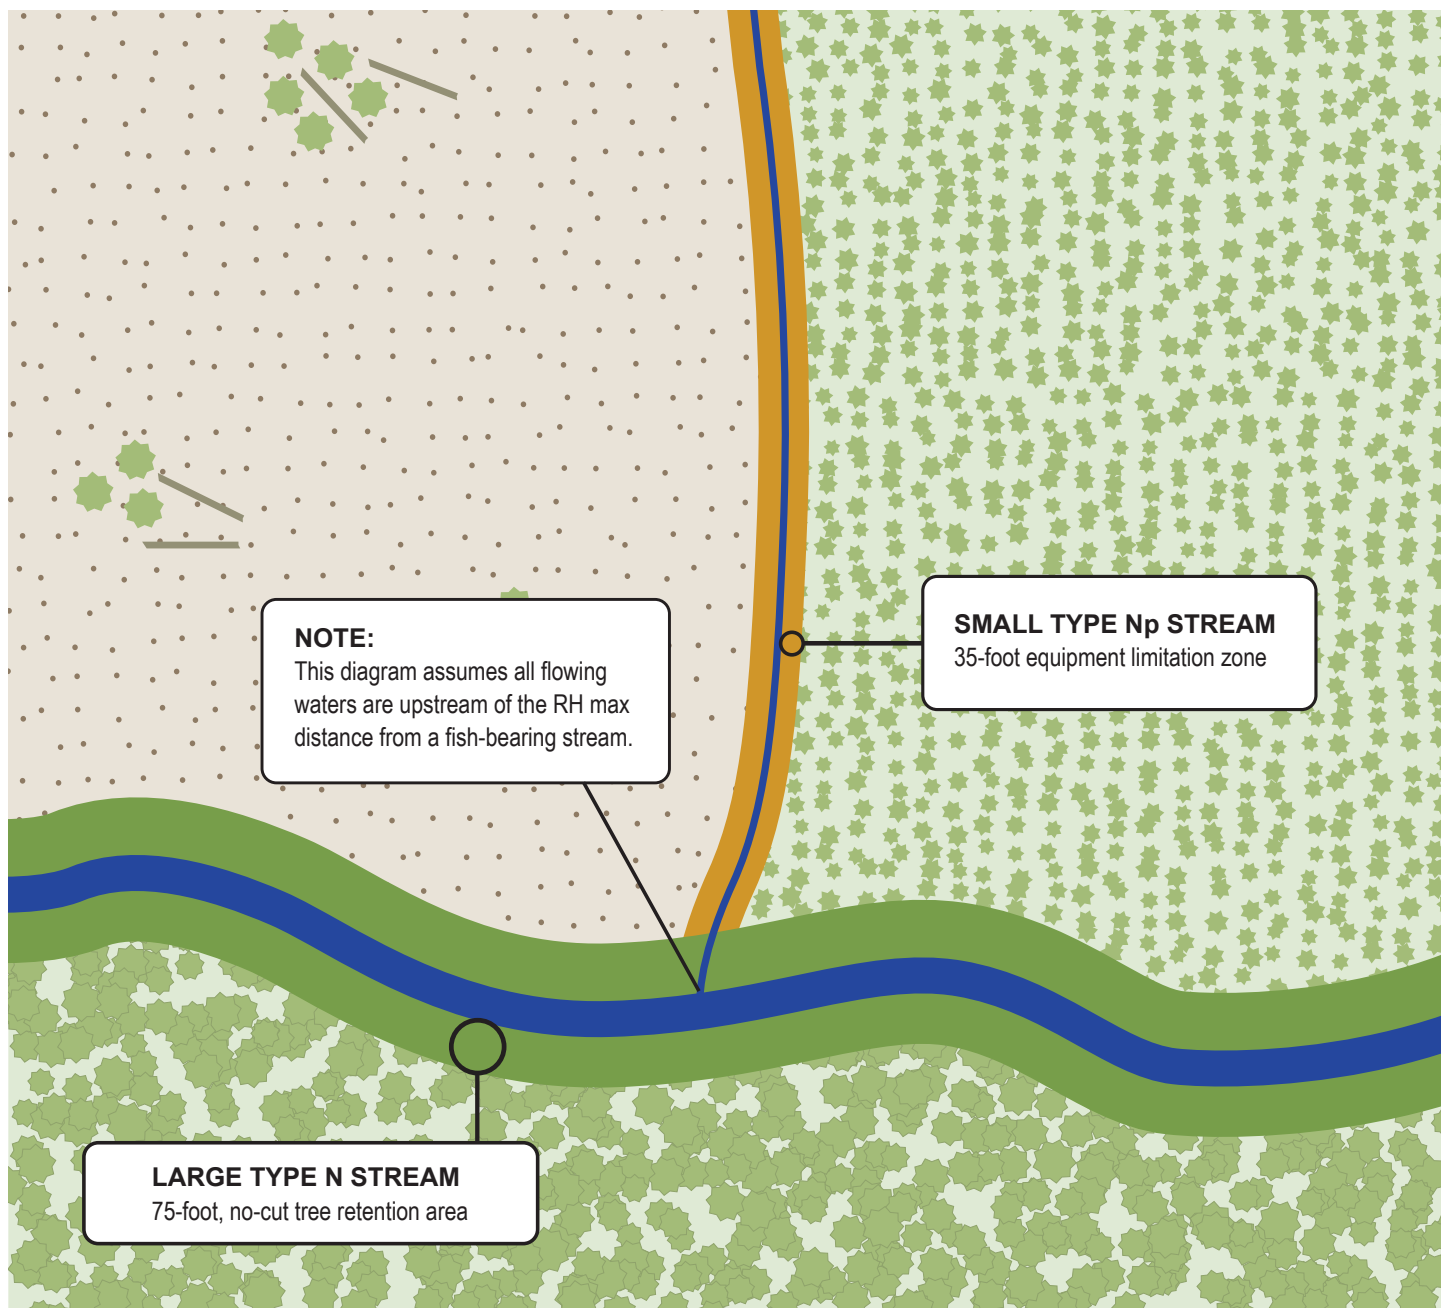 NOTE:
This diagram assumes all flowing
waters are upstream of the RH max
distance from a fish-bearing stream.
SMALL TYPE Np STREAM
35-foot equipment limitation zone
LARGE TYPE N STREAM
75-foot, no-cut tree retention area